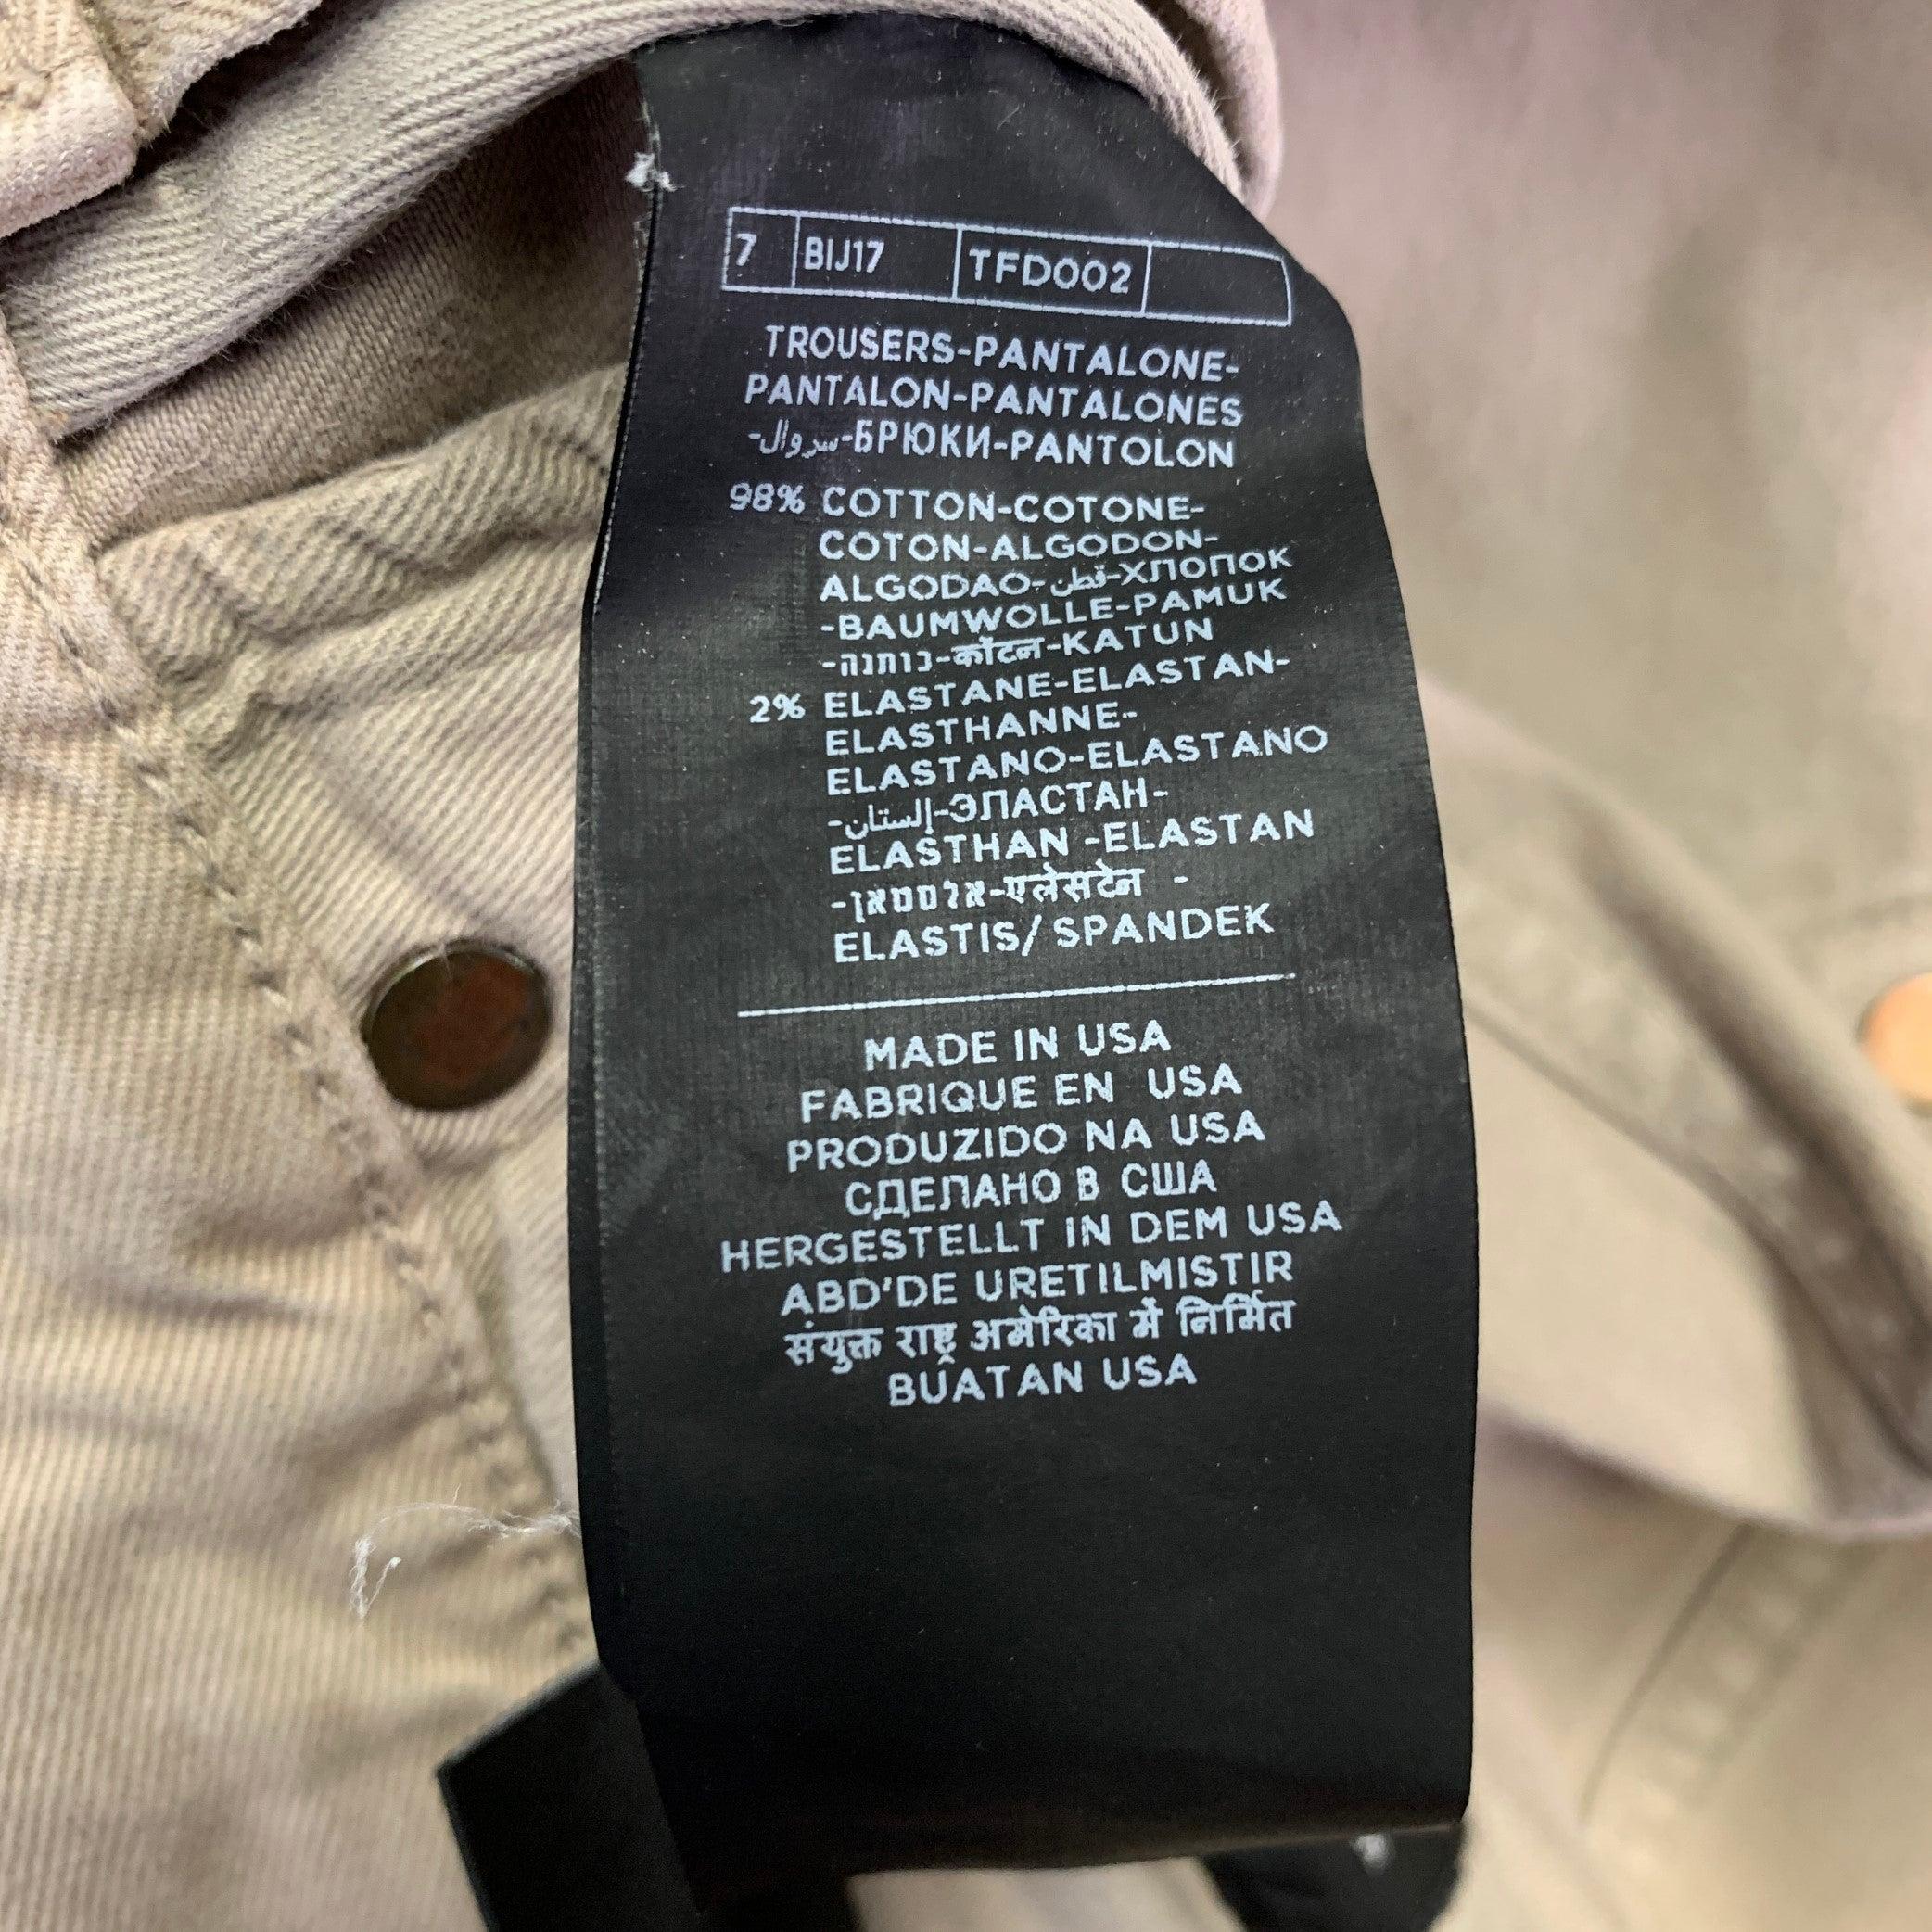 7 BIJ17 TFD002
TROUSERS-PANTALONE-
PANTALON-PANTALONES
-سروال-БРЮКИ-PANTOLON
98% COTTON-COTONE-
COTON-ALGODON-
ALGODAO-قطن-ХЛОПОК
-BAUMWOLLE-PAMUK
-כותנה-कॉटन-KATUN
2% ELASTANE-ELASTAN-
ELASTHANNE-
ELASTANO-ELASTANO
-إلستان-ЭЛАСТАН-
ELASTHAN -ELASTAN
-אלסטאן-एलेसटेन -
ELASTIS/ SPANDEK
MADE IN USA
FABRIQUE EN USA
PRODUZIDO NA USA
СДЕЛАНО В США
HERGESTELLT IN DEM USA
ABD'DE URETILMISTIR
संयुक्त राष्ट्र अमेरिका में निर्मित
BUATAN USA